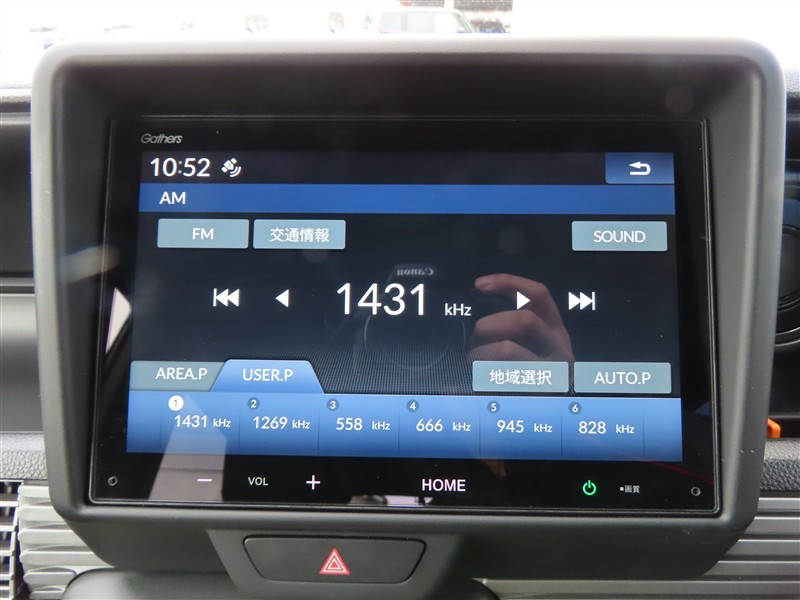 Gathers
10:52
AM
FM 交通情報 SOUND
Canon
1431 kHz
AREA.P USER.P 地域選択 AUTO.P
1 2 3 4 5 6
1431 kHz 1269 kHz 558 kHz 666 kHz 945 kHz 828 kHz
− VOL + HOME ■画質